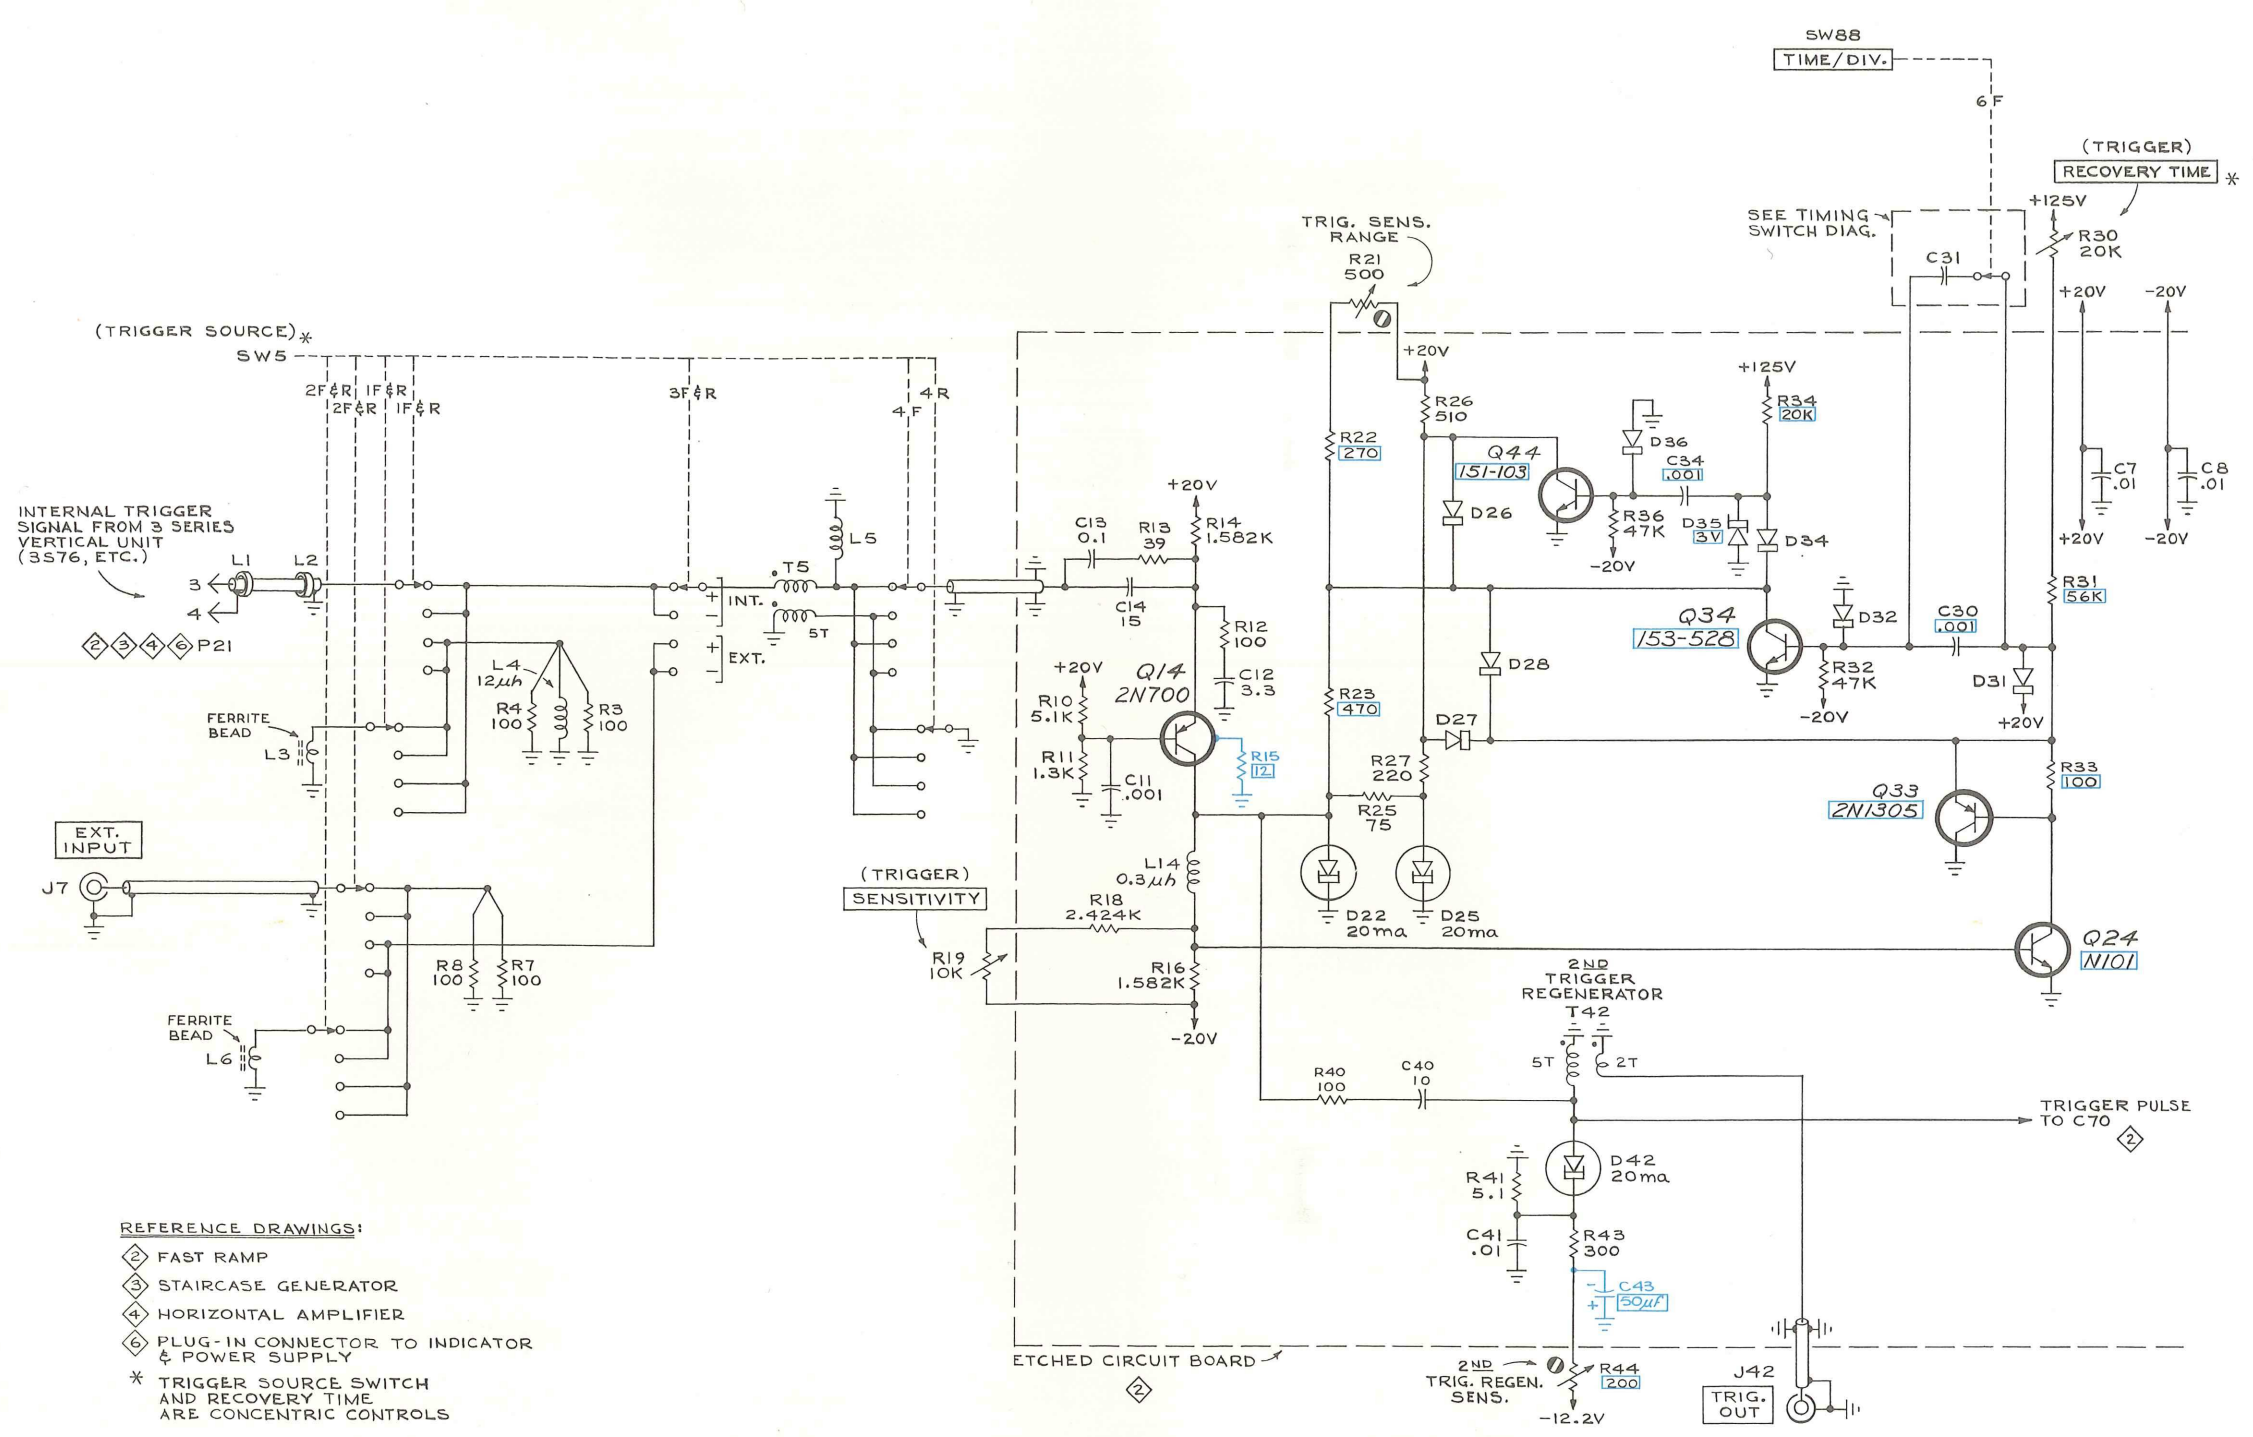 SW88
TIME/DIV.
6F
(TRIGGER)
RECOVERY TIME
*
+125V
R30
20K
SEE TIMING
SWITCH DIAG.
C31
TRIG. SENS.
RANGE
R21
500
+20V
-20V
C7
.01
C8
.01
+20V
-20V
(TRIGGER SOURCE)*
SW5
2F&R
2F&R
1F&R
1F&R
3F&R
4F
4R
+20V
R26
510
R22
270
Q44
151-103
D26
D36
C34
.001
R36
47K
-20V
D35
3V
+125V
R34
20K
D34
INTERNAL TRIGGER
SIGNAL FROM 3 SERIES
VERTICAL UNIT
(3S76, ETC.)
L1
L2
3
4
2
3
4
6
P21
L4
12μh
R4
100
R3
100
FERRITE
BEAD
L3
+
-
INT.
+
-
EXT.
T5
5T
L5
C13
0.1
R13
39
C14
15
+20V
R14
1.582K
R12
100
C12
3.3
+20V
R10
5.1K
R11
1.3K
C11
.001
Q14
2N700
R15
12
R23
470
D28
D27
R27
220
R25
75
D22
20ma
D25
20ma
Q34
153-528
D32
R32
47K
-20V
C30
.001
D31
+20V
R31
56K
R33
100
Q33
2N1305
Q24
N101
EXT.
INPUT
J7
R8
100
R7
100
FERRITE
BEAD
L6
(TRIGGER)
SENSITIVITY
R19
10K
R18
2.424K
L14
0.3μh
R16
1.582K
-20V
2ND
TRIGGER
REGENERATOR
T42
5T
2T
R40
100
C40
10
TRIGGER PULSE
TO C70
2
D42
20ma
R41
5.1
C41
.01
R43
300
-
+
C43
50μF
2ND
TRIG. REGEN.
SENS.
R44
200
-12.2V
J42
TRIG.
OUT
ETCHED CIRCUIT BOARD
2
REFERENCE DRAWINGS:
2 FAST RAMP
3 STAIRCASE GENERATOR
4 HORIZONTAL AMPLIFIER
6 PLUG-IN CONNECTOR TO INDICATOR
& POWER SUPPLY
* TRIGGER SOURCE SWITCH
AND RECOVERY TIME
ARE CONCENTRIC CONTROLS